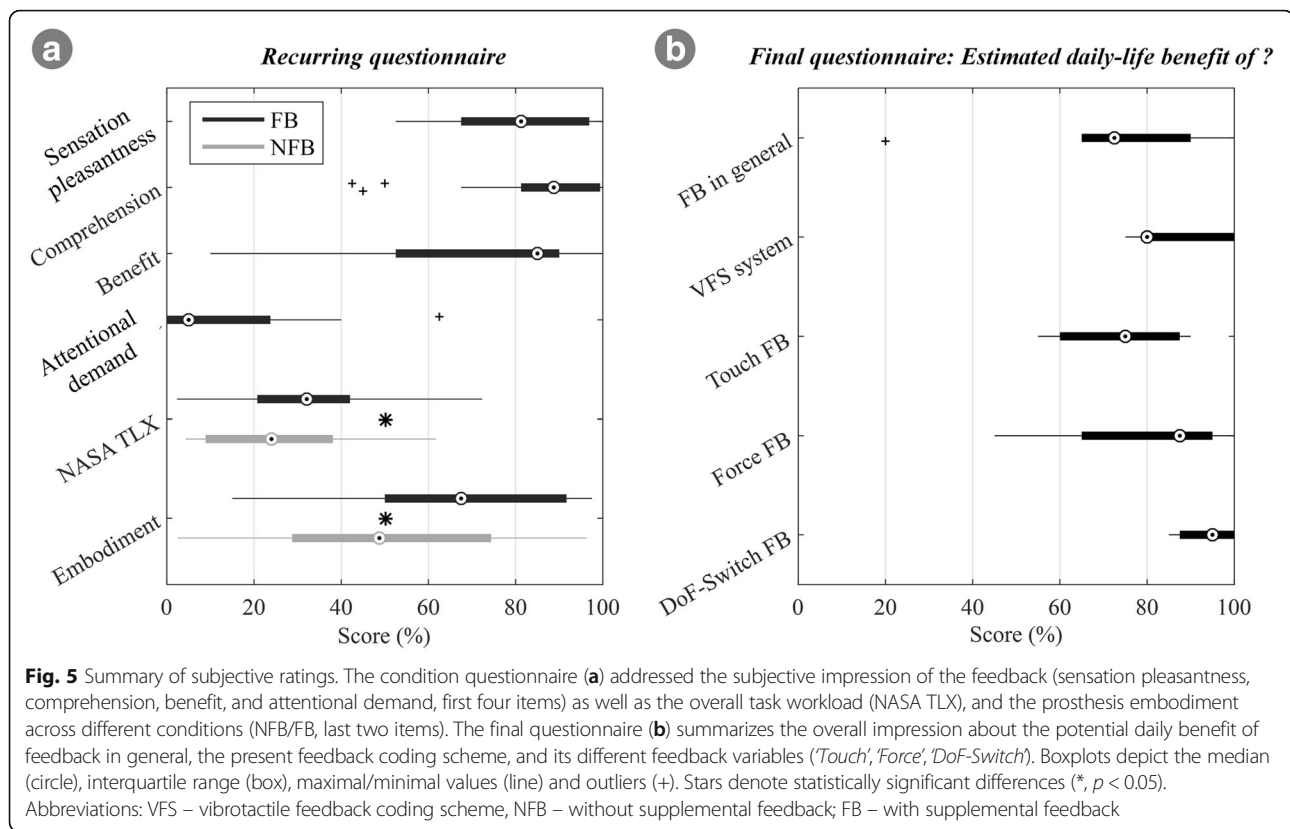 a
Recurring questionnaire
FB
NFB
Sensation
pleasantness
Comprehension
Benefit
Attentional
demand
NASA TLX
*
Embodiment
*
0 20 40 60 80 100
Score (%)
b
Final questionnaire: Estimated daily-life benefit of ?
FB in general
VFS system
Touch FB
Force FB
DoF-Switch FB
0 20 40 60 80 100
Score (%)
Fig. 5 Summary of subjective ratings. The condition questionnaire (a) addressed the subjective impression of the feedback (sensation pleasantness,
comprehension, benefit, and attentional demand, first four items) as well as the overall task workload (NASA TLX), and the prosthesis embodiment
across different conditions (NFB/FB, last two items). The final questionnaire (b) summarizes the overall impression about the potential daily benefit of
feedback in general, the present feedback coding scheme, and its different feedback variables ('Touch', 'Force', 'DoF-Switch'). Boxplots depict the median
(circle), interquartile range (box), maximal/minimal values (line) and outliers (+). Stars denote statistically significant differences (*, p < 0.05).
Abbreviations: VFS – vibrotactile feedback coding scheme, NFB – without supplemental feedback; FB – with supplemental feedback